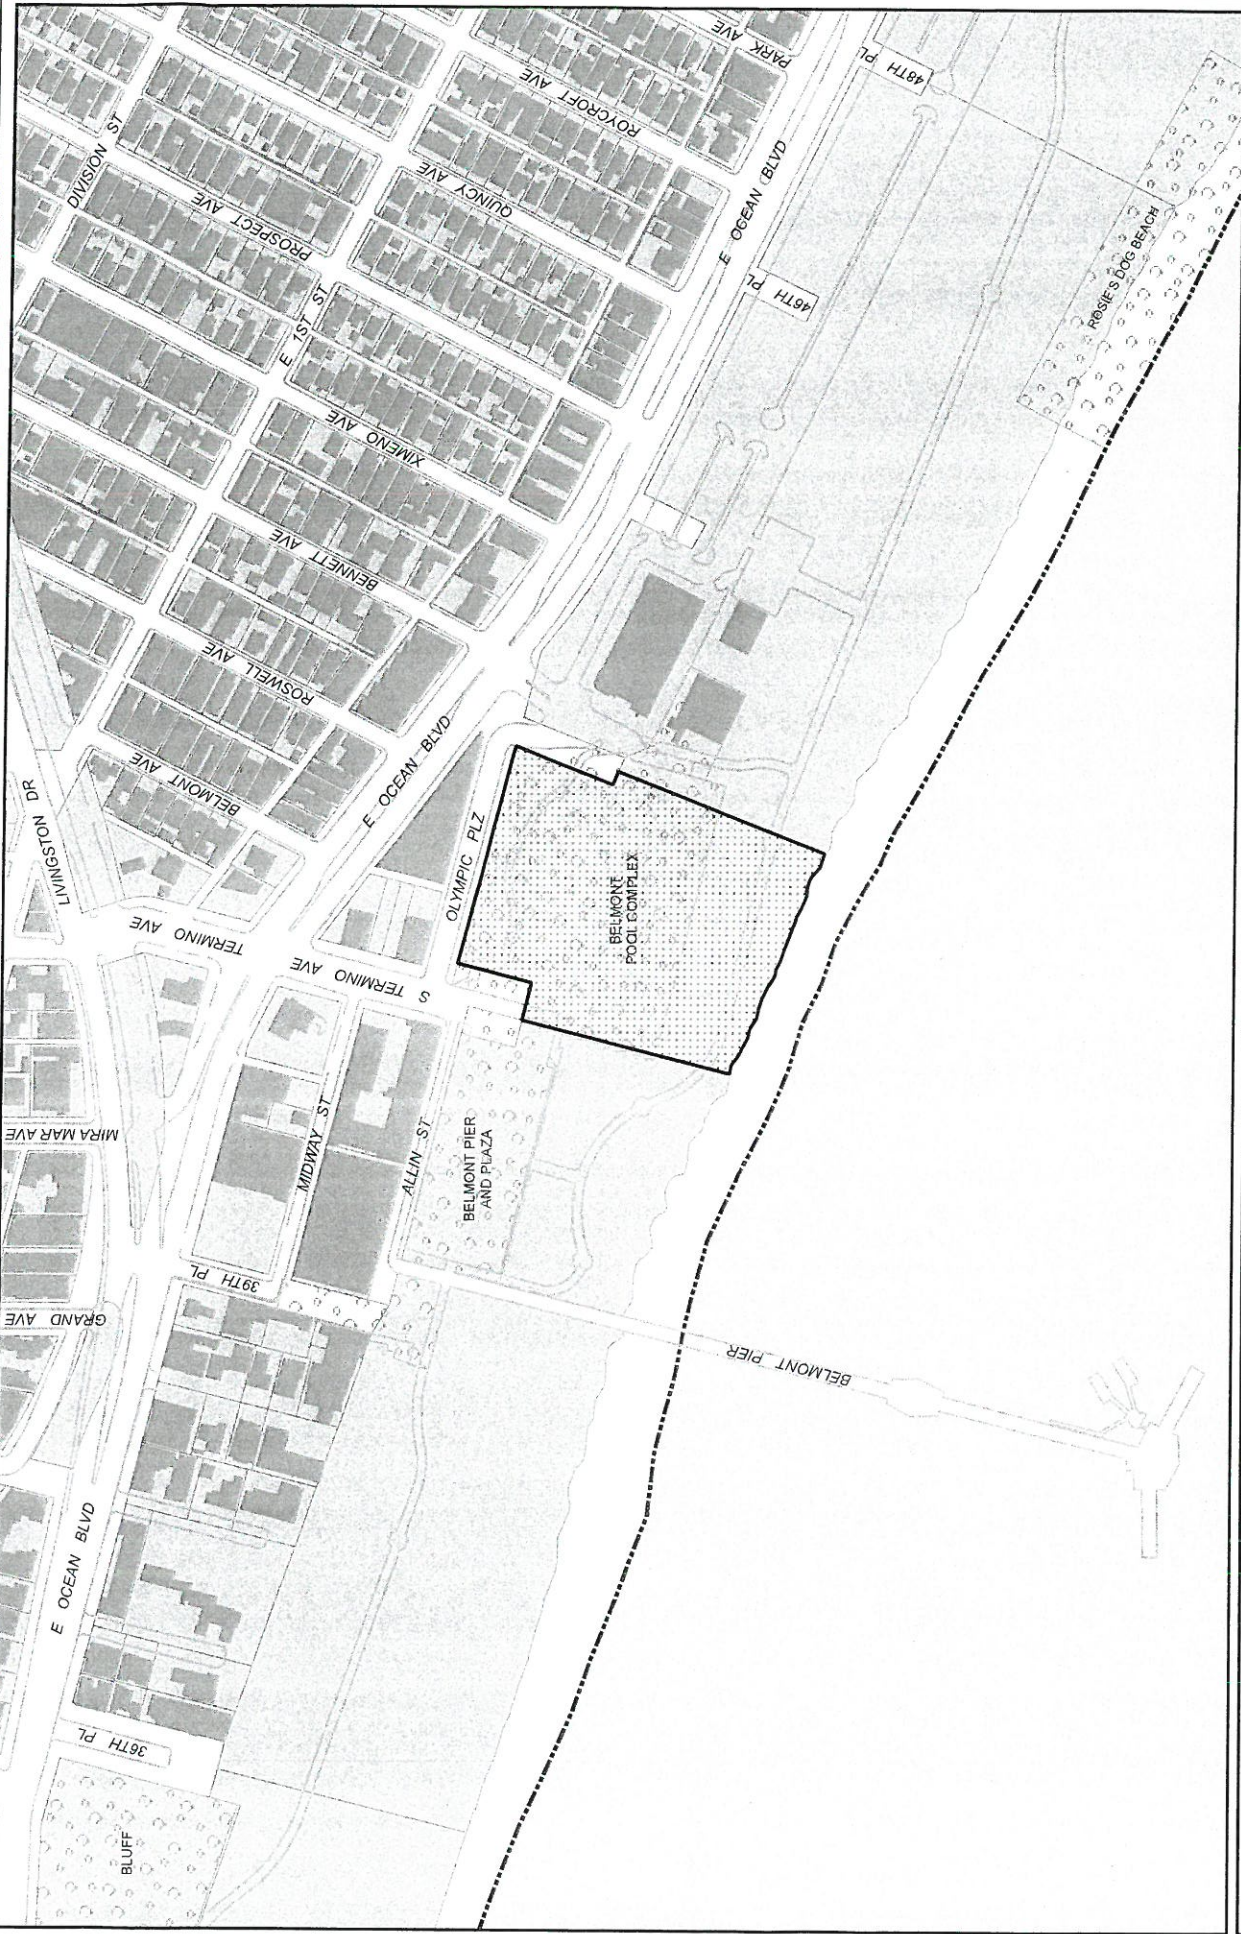 PARK AVE
48TH PL
ROYCROFT AVE
DIVISION ST
QUINCY AVE
PROSPECT AVE
E OCEAN BLVD
46TH PL
ROSIE'S DOG BEACH
E 1ST ST
XIMENO AVE
BENNETT AVE
ROSWELL AVE
BELMONT AVE
E OCEAN BLVD
LIVINGSTON DR
OLYMPIC PLZ
BELMONT
POOL COMPLEX
TERMINO AVE
S TERMINO AVE
MIRA MAR AVE
MIDWAY ST
ALLIN ST
BELMONT PIER
AND PLAZA
39TH PL
GRAND AVE
BELMONT PIER
E OCEAN BLVD
36TH PL
BLUFF